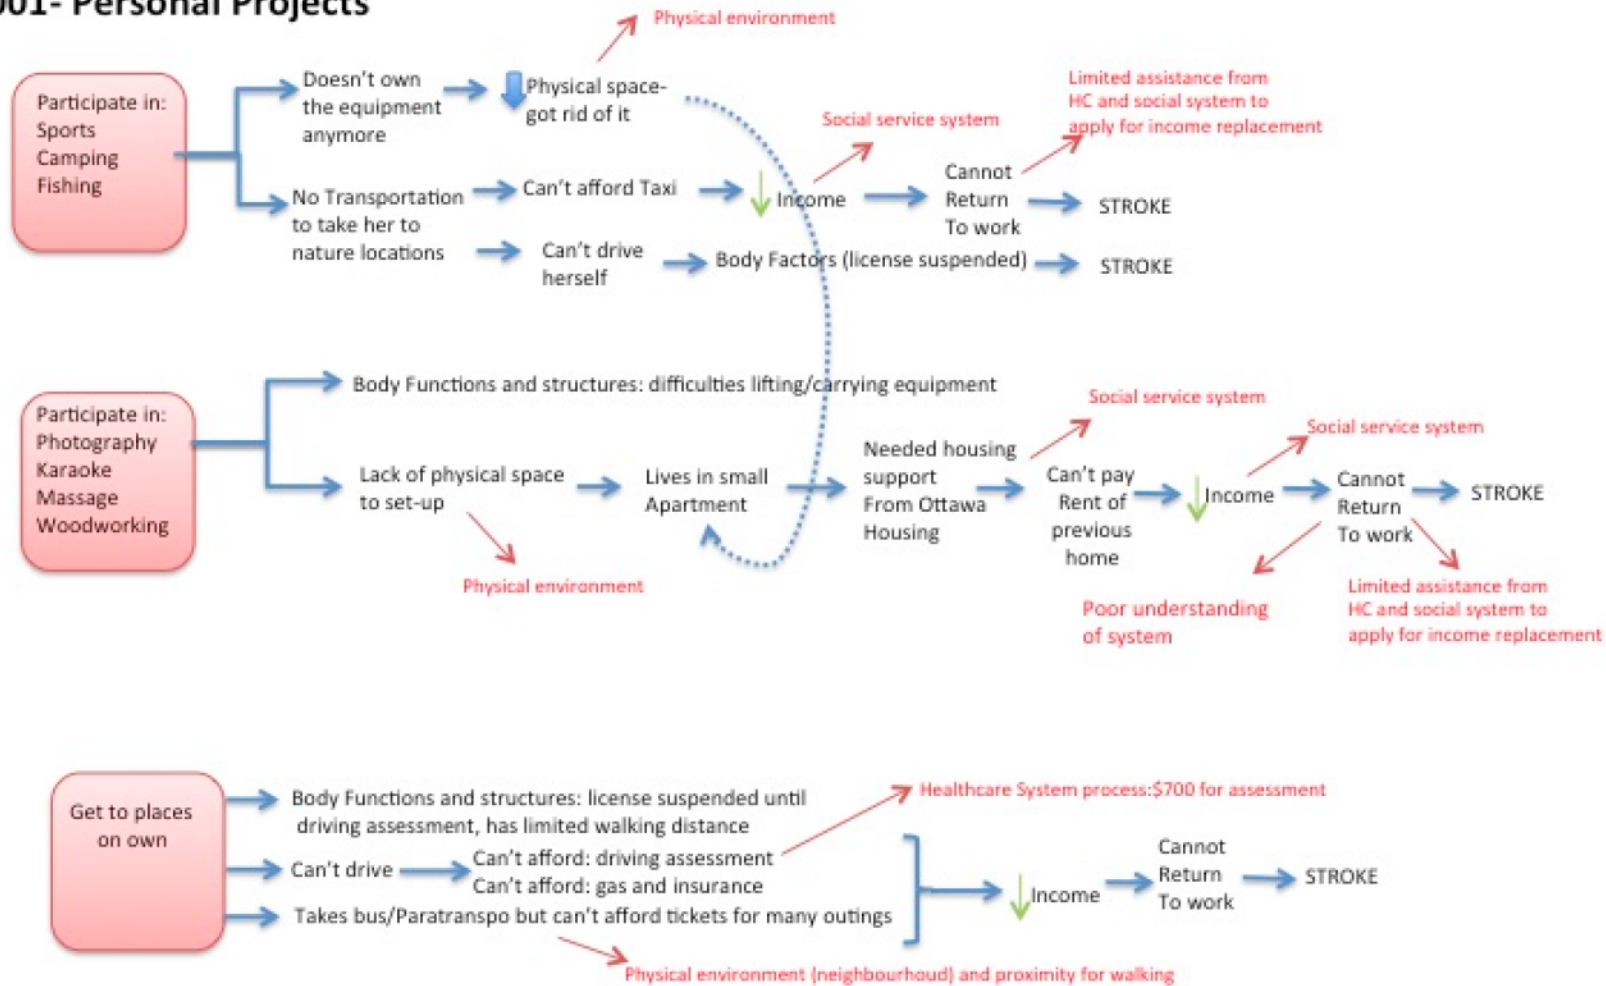 001- Personal Projects
Physical environment
Participate in:
Sports
Camping
Fishing
Doesn't own
the equipment
anymore
Physical space-
got rid of it
Social service system
Limited assistance from
HC and social system to
apply for income replacement
No Transportation
to take her to
nature locations
Can't afford Taxi
Income
Cannot
Return
To work
STROKE
Can't drive
herself
Body Factors (license suspended)
STROKE
Participate in:
Photography
Karaoke
Massage
Woodworking
Body Functions and structures: difficulties lifting/carrying equipment
Lack of physical space
to set-up
Physical environment
Lives in small
Apartment
Needed housing
support
From Ottawa
Housing
Social service system
Can't pay
Rent of
previous
home
Income
Social service system
Cannot
Return
To work
STROKE
Poor understanding
of system
Limited assistance from
HC and social system to
apply for income replacement
Get to places
on own
Body Functions and structures: license suspended until
driving assessment, has limited walking distance
Healthcare System process:$700 for assessment
Can't drive
Can't afford: driving assessment
Can't afford: gas and insurance
Takes bus/Paratranspo but can't afford tickets for many outings
Physical environment (neighbourhoud) and proximity for walking
Income
Cannot
Return
To work
STROKE